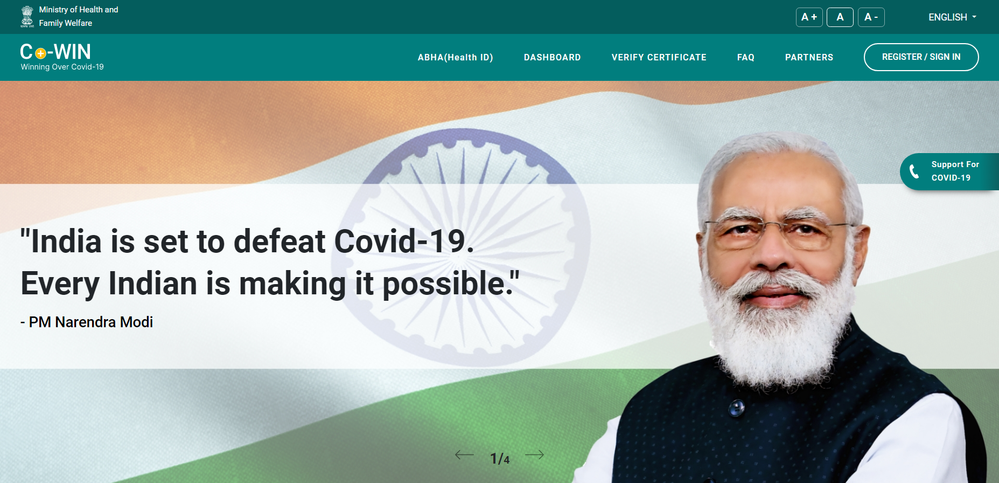 Ministry of Health and
Family Welfare
A +
A
A -
ENGLISH
Co-WIN
Winning Over Covid-19
ABHA(Health ID)
DASHBOARD
VERIFY CERTIFICATE
FAQ
PARTNERS
REGISTER / SIGN IN
Support For
COVID-19
"India is set to defeat Covid-19.
Every Indian is making it possible."
- PM Narendra Modi
1/4